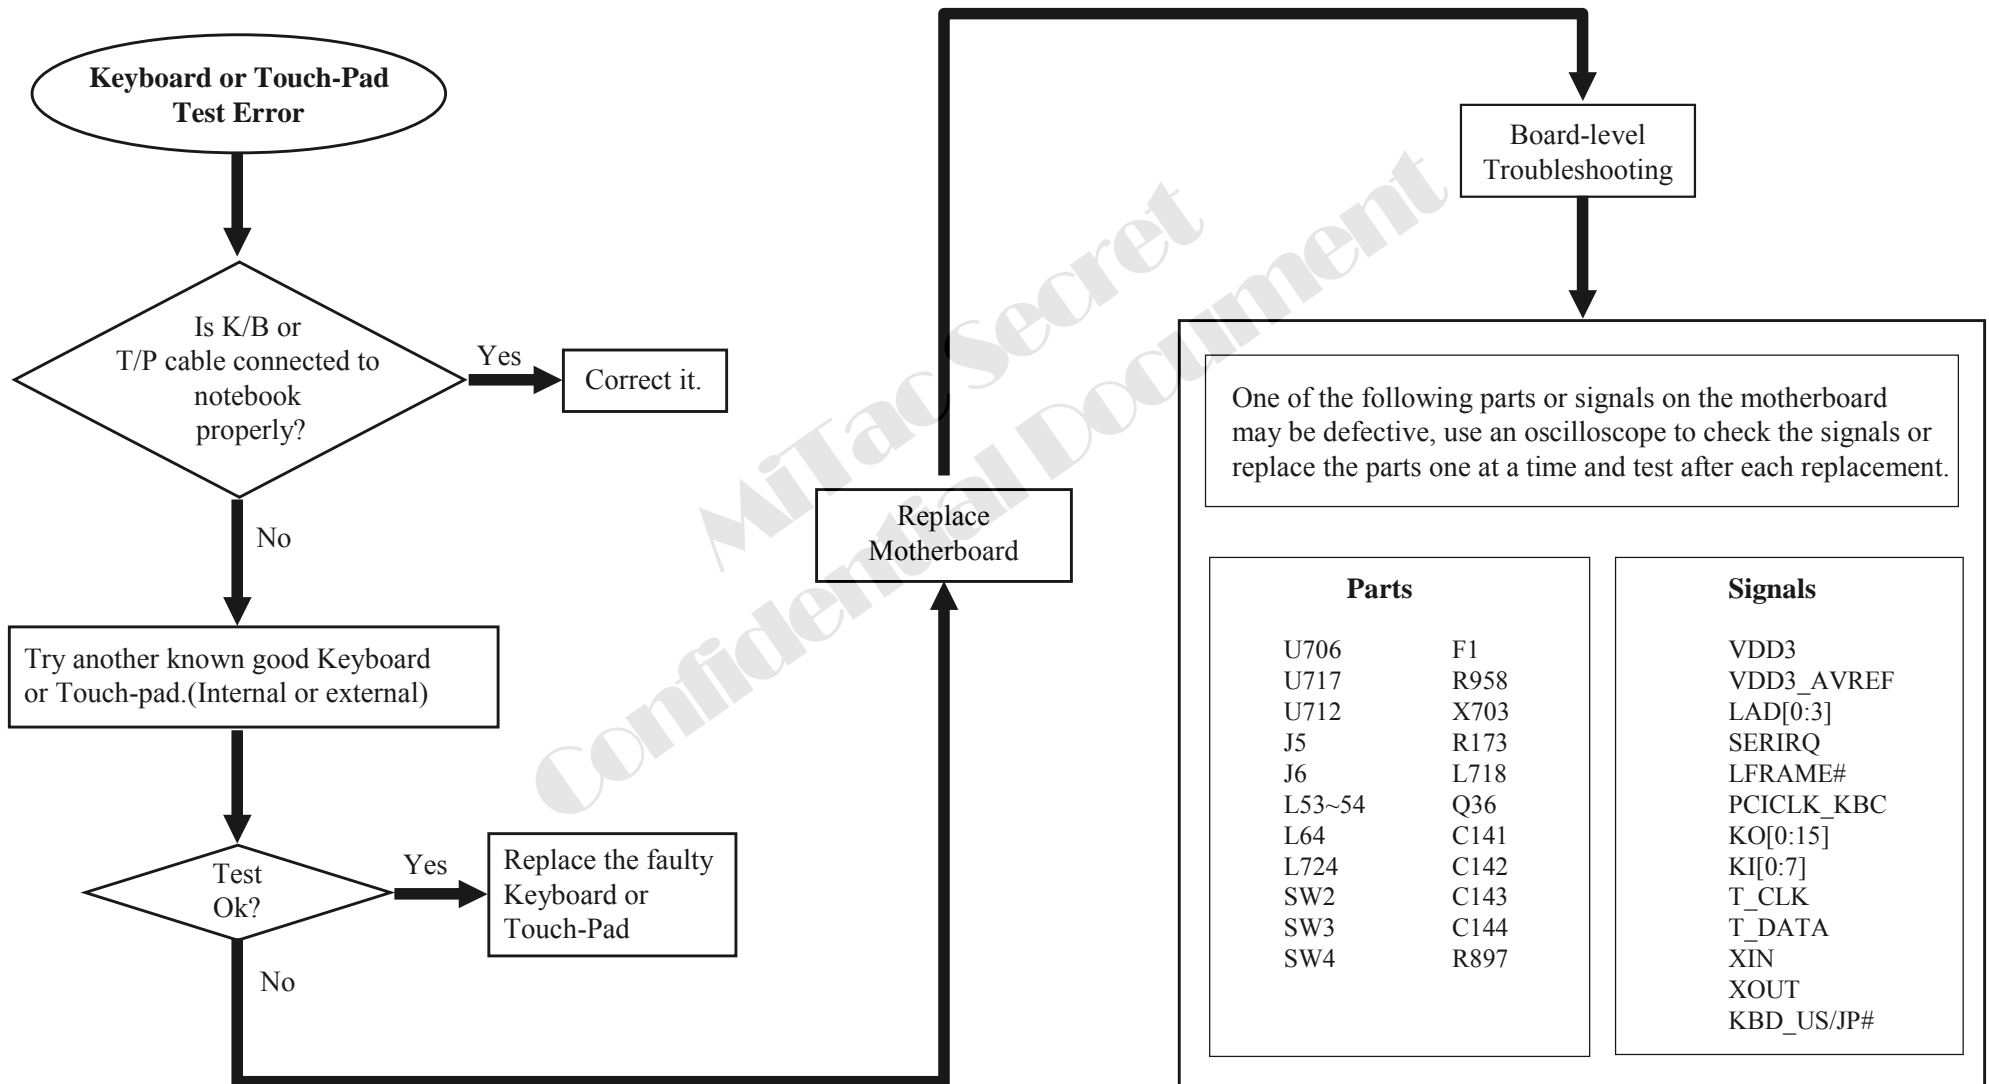 Keyboard or Touch-Pad
Test Error
Is K/B or
T/P cable connected to
notebook
properly?
Yes
Correct it.
No
Try another known good Keyboard
or Touch-pad.(Internal or external)
Test
Ok?
Yes
Replace the faulty
Keyboard or
Touch-Pad
No
Replace
Motherboard
Board-level
Troubleshooting
One of the following parts or signals on the motherboard
may be defective, use an oscilloscope to check the signals or
replace the parts one at a time and test after each replacement.
Parts
U706 F1
U717 R958
U712 X703
J5 R173
J6 L718
L53~54 Q36
L64 C141
L724 C142
SW2 C143
SW3 C144
SW4 R897
Signals
VDD3
VDD3_AVREF
LAD[0:3]
SERIRQ
LFRAME#
PCICLK_KBC
KO[0:15]
KI[0:7]
T_CLK
T_DATA
XIN
XOUT
KBD_US/JP#
MiTac Secret
Confidential Document